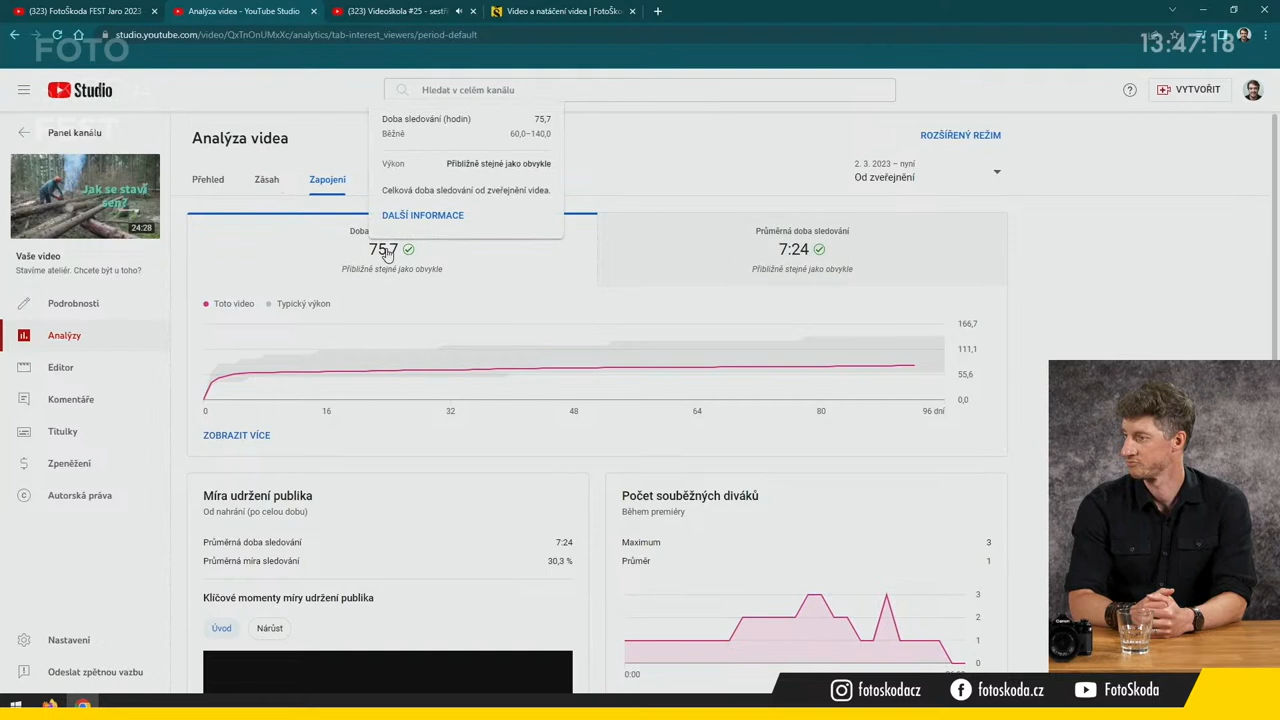 (323) FotoŠkoda FEST Jaro 2023
Analýza videa - YouTube Studio
(323) Videoškola #25 - sestři
Video a natáčení videa | FotoŠko
studio.youtube.com/video/QxTnOnUMxXc/analytics/tab-interest_viewers/period-default
FOTO
13:47:18
FEST
Studio
Hledat v celém kanálu
VYTVOŘIT
Panel kanálu
Jak se staví
seň?
24:28
Vaše video
Stavíme ateliér. Chcete být u toho?
Podrobnosti
Analýzy
Editor
Komentáře
Titulky
Zpeněžení
Autorská práva
Nastavení
Odeslat zpětnou vazbu
Analýza videa
ROZŠÍŘENÝ REŽIM
Přehled
Zásah
Zapojení
2. 3. 2023 – nyní
Od zveřejnění
Doba sledování (hodin) 75,7
Běžně 60,0–140,0
Výkon Přibližně stejné jako obvykle
Celková doba sledování od zveřejnění videa.
DALŠÍ INFORMACE
Doba
75,7
Přibližně stejné jako obvykle
Průměrná doba sledování
7:24
Přibližně stejné jako obvykle
Toto video
Typický výkon
166,7
111,1
55,6
0,0
0 16 32 48 64 80 96 dní
ZOBRAZIT VÍCE
Míra udržení publika
Od nahrání (po celou dobu)
Průměrná doba sledování 7:24
Průměrná míra sledování 30,3 %
Klíčové momenty míry udržení publika
Úvod
Nárůst
Počet souběžných diváků
Během premiéry
Maximum 3
Průměr 1
3
2
1
0
0:00
Canon
fotoskodacz
fotoskoda.cz
FotoŠkoda